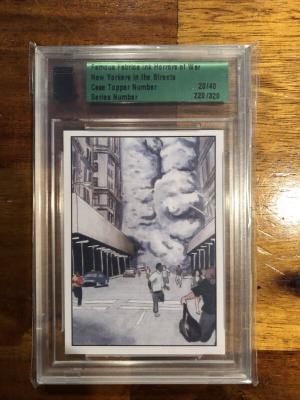 Famous Fabrics Ink Horrors of War
New Yorkers in the Streets
Case Topper Number 20/40
Series Number 220/320